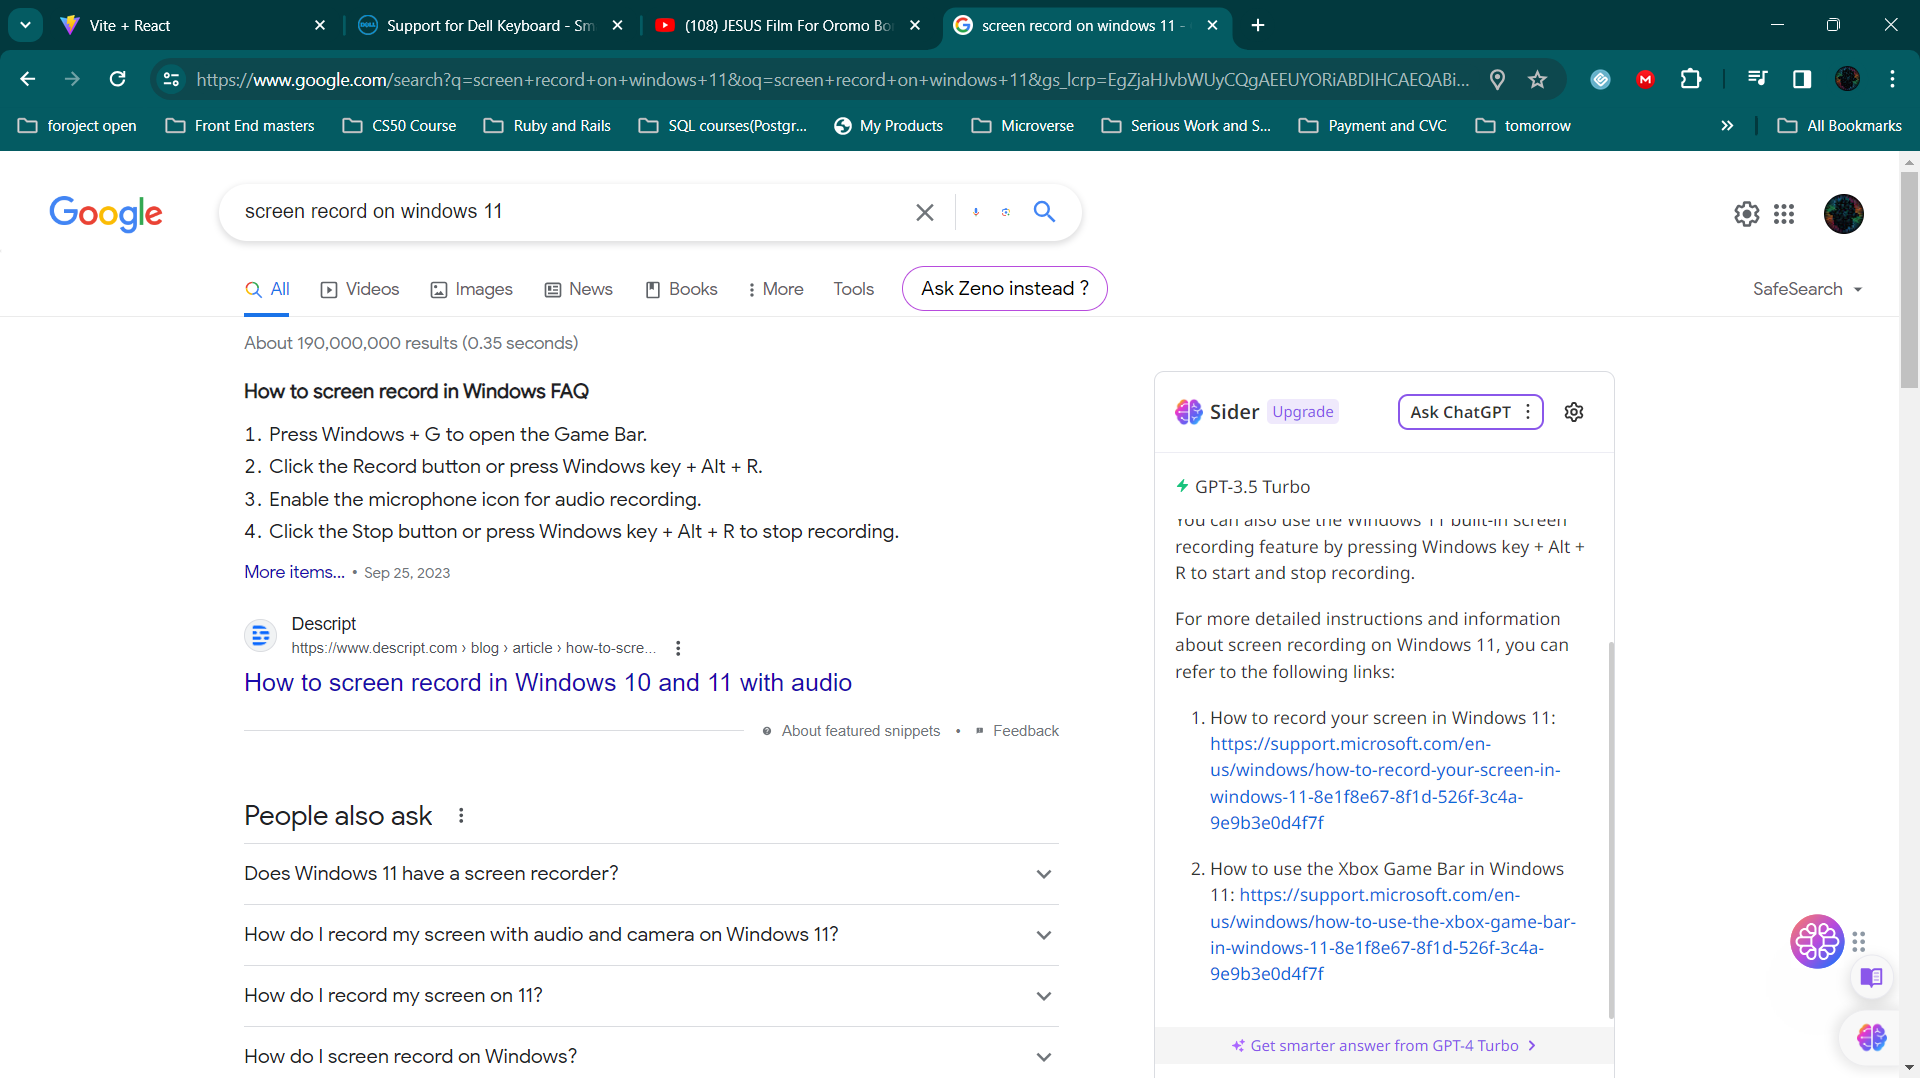 Vite + React
Support for Dell Keyboard - Sm
(108) JESUS Film For Oromo Bo
screen record on windows 11 -
https://www.google.com/search?q=screen+record+on+windows+11&oq=screen+record+on+windows+11&gs_lcrp=EgZjaHJvbWUyCQgAEEUYORiABDIHCAEQABi...
foroject open
Front End masters
CS50 Course
Ruby and Rails
SQL courses(Postgr...
My Products
Microverse
Serious Work and S...
Payment and CVC
tomorrow
All Bookmarks
Google
screen record on windows 11
All
Videos
Images
News
Books
More
Tools
Ask Zeno instead ?
SafeSearch
About 190,000,000 results (0.35 seconds)
How to screen record in Windows FAQ
1. Press Windows + G to open the Game Bar.
2. Click the Record button or press Windows key + Alt + R.
3. Enable the microphone icon for audio recording.
4. Click the Stop button or press Windows key + Alt + R to stop recording.
More items... • Sep 25, 2023
Descript
https://www.descript.com › blog › article › how-to-scre...
How to screen record in Windows 10 and 11 with audio
About featured snippets • Feedback
People also ask
Does Windows 11 have a screen recorder?
How do I record my screen with audio and camera on Windows 11?
How do I record my screen on 11?
How do I screen record on Windows?
Sider Upgrade
Ask ChatGPT
GPT-3.5 Turbo
You can also use the Windows 11 built-in screen
recording feature by pressing Windows key + Alt +
R to start and stop recording.
For more detailed instructions and information
about screen recording on Windows 11, you can
refer to the following links:
1. How to record your screen in Windows 11:
https://support.microsoft.com/en-
us/windows/how-to-record-your-screen-in-
windows-11-8e1f8e67-8f1d-526f-3c4a-
9e9b3e0d4f7f
2. How to use the Xbox Game Bar in Windows
11: https://support.microsoft.com/en-
us/windows/how-to-use-the-xbox-game-bar-
in-windows-11-8e1f8e67-8f1d-526f-3c4a-
9e9b3e0d4f7f
Get smarter answer from GPT-4 Turbo